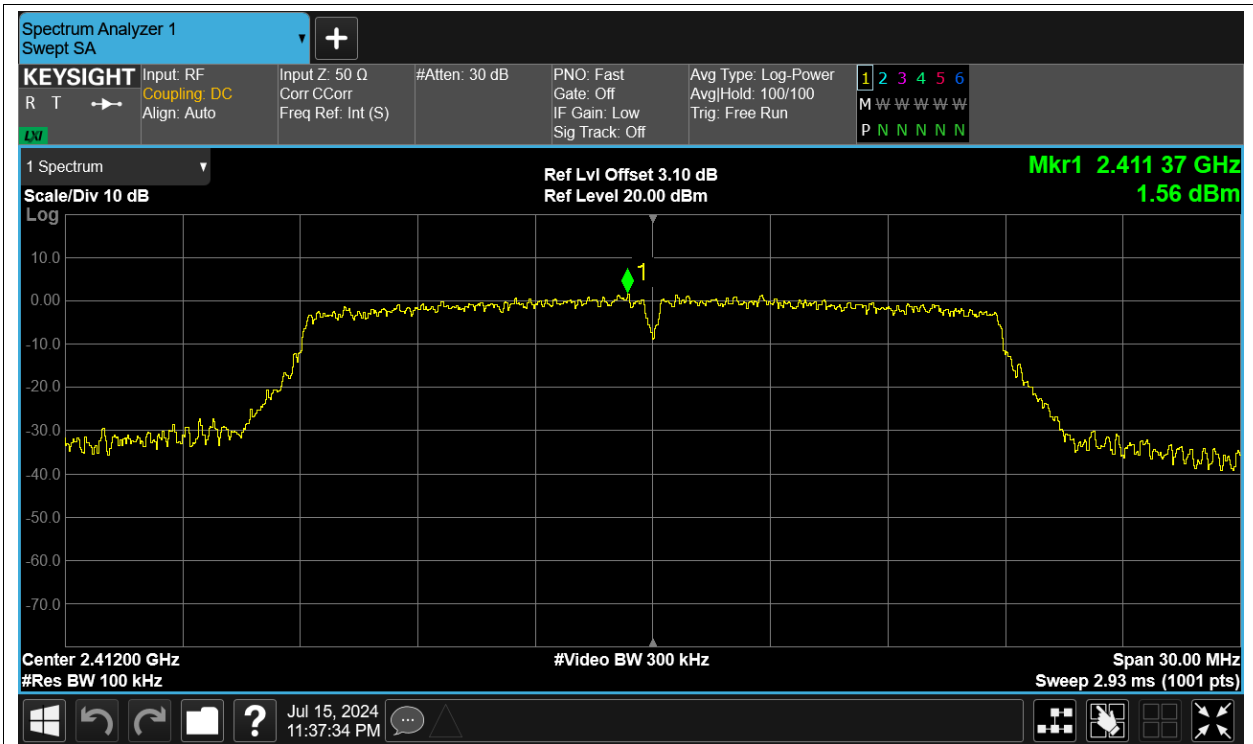 Spectrum Analyzer 1
Swept SA
+
KEYSIGHT
R T
LXI
Input: RF
Coupling: DC
Align: Auto
Input Z: 50 Ω
Corr CCorr
Freq Ref: Int (S)
#Atten: 30 dB
PNO: Fast
Gate: Off
IF Gain: Low
Sig Track: Off
Avg Type: Log-Power
Avg|Hold: 100/100
Trig: Free Run
1 2 3 4 5 6
M W W W W W
P N N N N N
1 Spectrum
Scale/Div 10 dB
Log
Ref Lvl Offset 3.10 dB
Ref Level 20.00 dBm
Mkr1 2.411 37 GHz
1.56 dBm
10.0
0.00
-10.0
-20.0
-30.0
-40.0
-50.0
-60.0
-70.0
1
Center 2.41200 GHz
#Res BW 100 kHz
#Video BW 300 kHz
Span 30.00 MHz
Sweep 2.93 ms (1001 pts)
?
Jul 15, 2024
11:37:34 PM